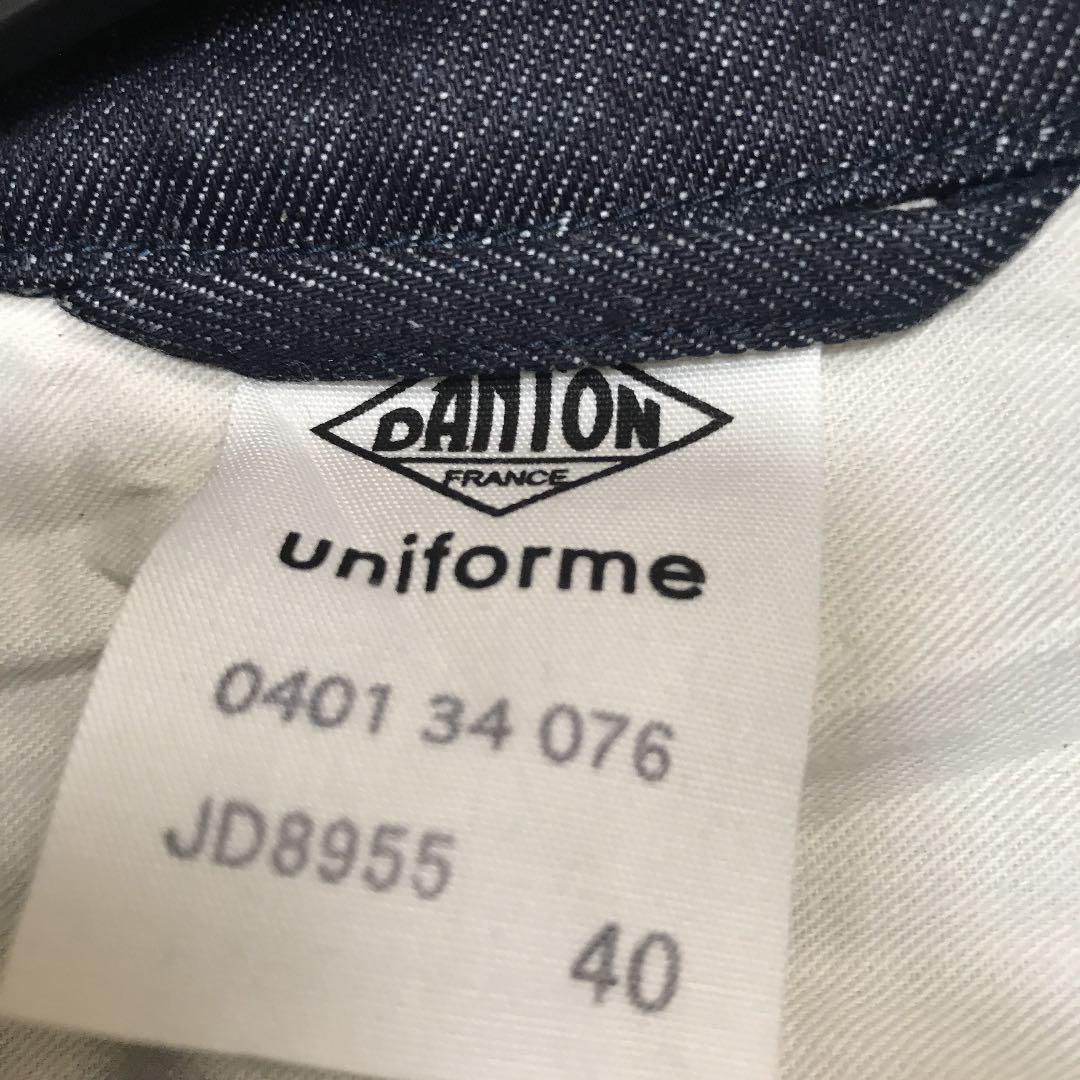 DANTON
FRANCE
uniforme
0401 34 076
JD8955
40